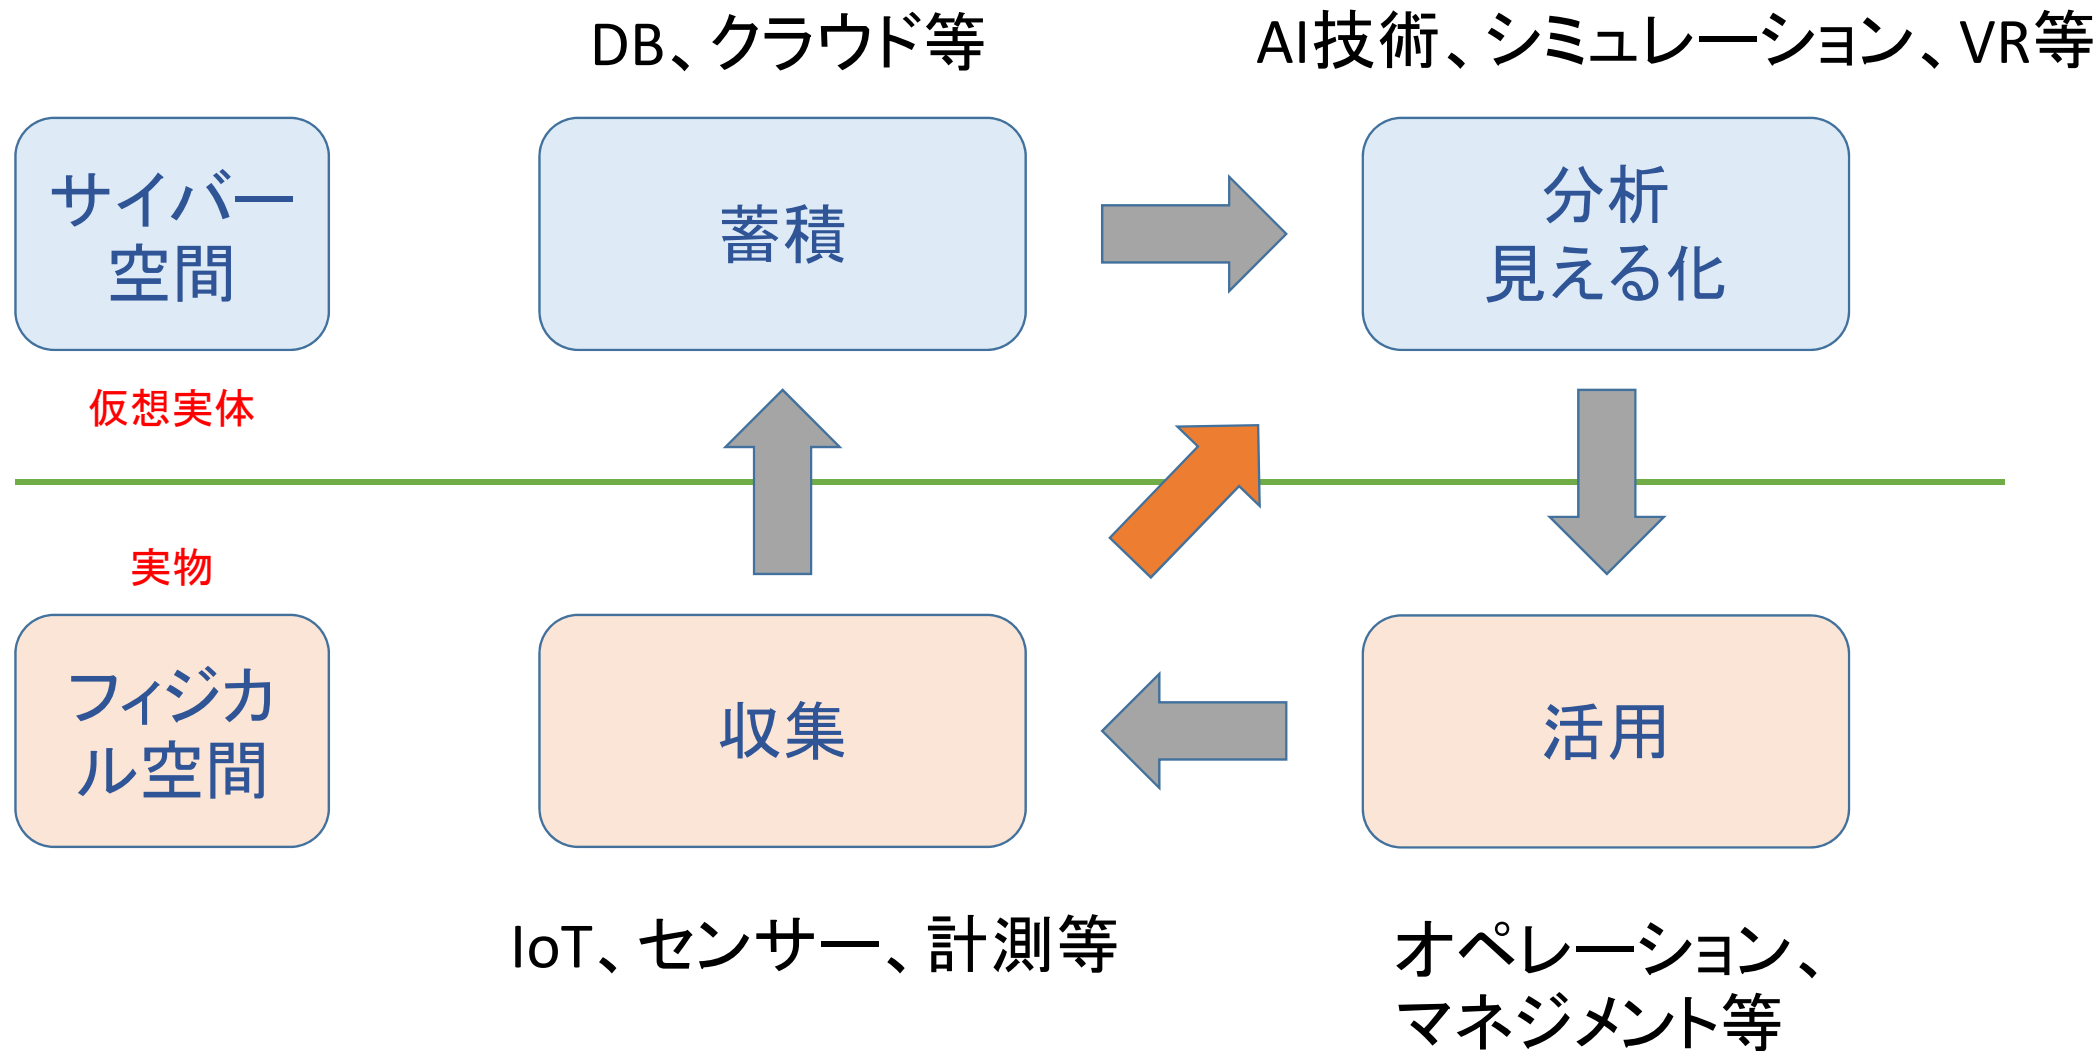 DB、クラウド等
AI技術、シミュレーション、VR等
サイバー
空間
蓄積
分析
見える化
仮想実体
実物
フィジカ
ル空間
収集
活用
IoT、センサー、計測等
オペレーション、
マネジメント等